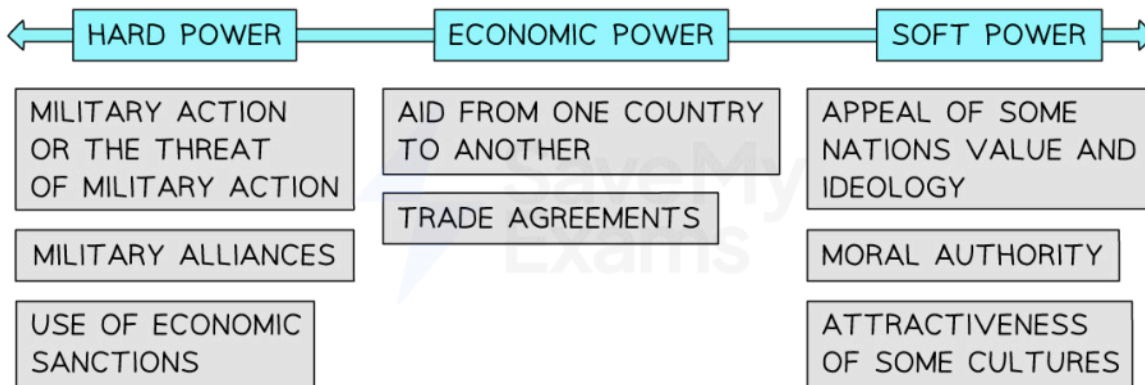 HARD POWER
ECONOMIC POWER
SOFT POWER
MILITARY ACTION
OR THE THREAT
OF MILITARY ACTION
MILITARY ALLIANCES
USE OF ECONOMIC
SANCTIONS
AID FROM ONE COUNTRY
TO ANOTHER
TRADE AGREEMENTS
APPEAL OF SOME
NATIONS VALUE AND
IDEOLOGY
MORAL AUTHORITY
ATTRACTIVENESS
OF SOME CULTURES
SaveMy
Exams